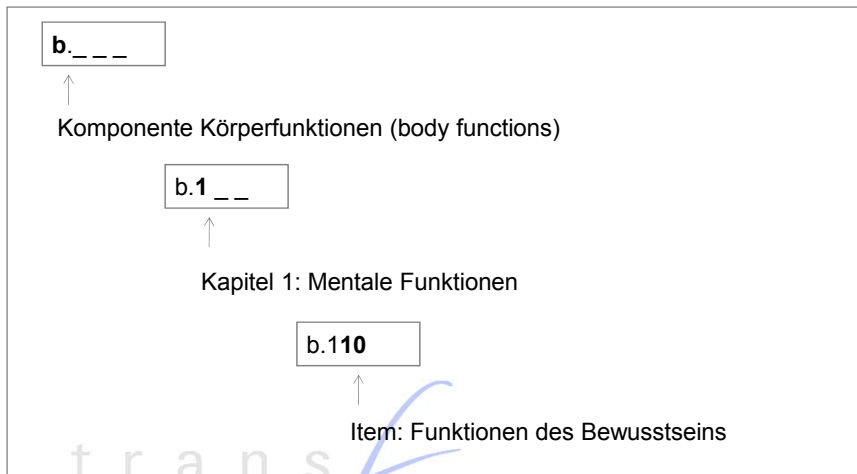 b._ _ _
Komponente Körperfunktionen (body functions)
b.1 _ _
Kapitel 1: Mentale Funktionen
b.110
Item: Funktionen des Bewusstseins
t r a n s